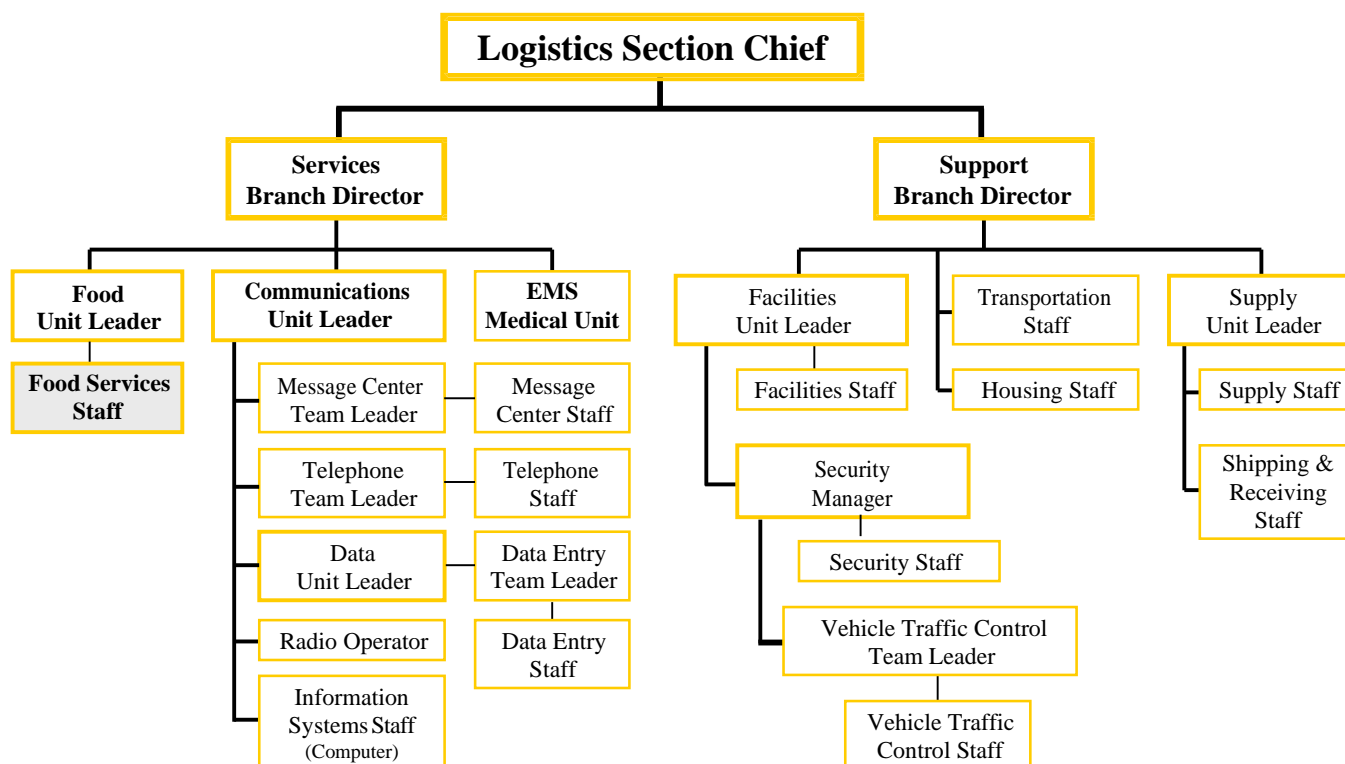 Logistics Section Chief
Services
Branch Director
Support
Branch Director
Food
Unit Leader
Communications
Unit Leader
EMS
Medical Unit
Facilities
Unit Leader
Transportation
Staff
Supply
Unit Leader
Food Services
Staff
Message Center
Team Leader
Message
Center Staff
Facilities Staff
Housing Staff
Supply Staff
Telephone
Team Leader
Telephone
Staff
Security
Manager
Shipping &
Receiving
Staff
Data
Unit Leader
Data Entry
Team Leader
Security Staff
Radio Operator
Data Entry
Staff
Vehicle Traffic Control
Team Leader
Information
Systems Staff
(Computer)
Vehicle Traffic
Control Staff